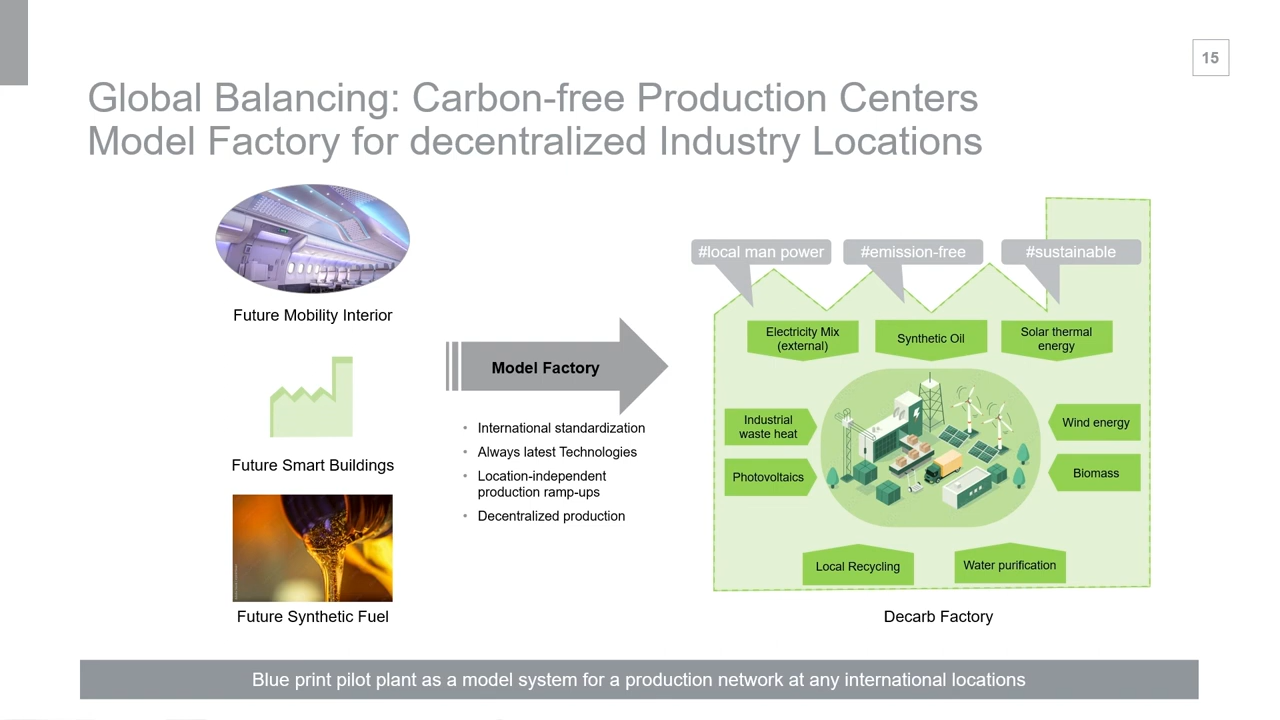 15
Global Balancing: Carbon-free Production Centers
Model Factory for decentralized Industry Locations
Future Mobility Interior
Future Smart Buildings
Future Synthetic Fuel
Model Factory
• International standardization
• Always latest Technologies
• Location-independent
production ramp-ups
• Decentralized production
#local man power
#emission-free
#sustainable
Electricity Mix
(external)
Synthetic Oil
Solar thermal
energy
Industrial
waste heat
Photovoltaics
Wind energy
Biomass
Local Recycling
Water purification
Decarb Factory
Blue print pilot plant as a model system for a production network at any international locations